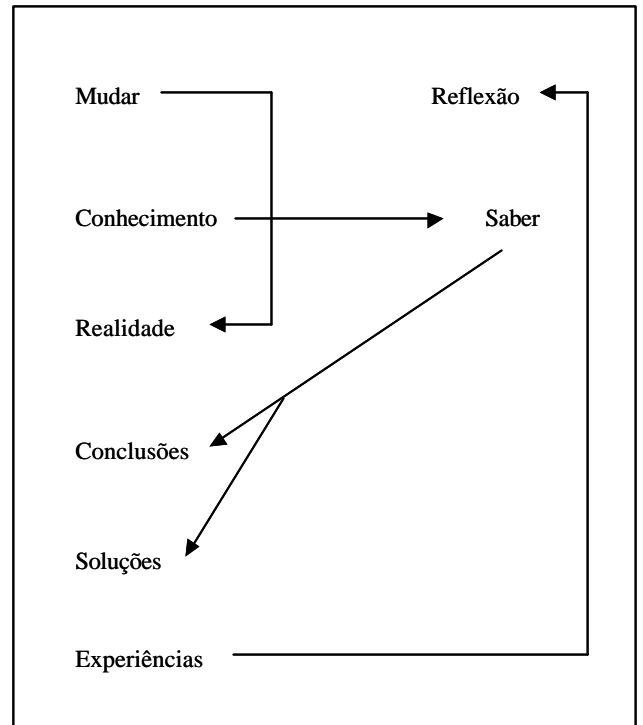 Mudar
Reflexão
Conhecimento
Saber
Realidade
Conclusões
Soluções
Experiências